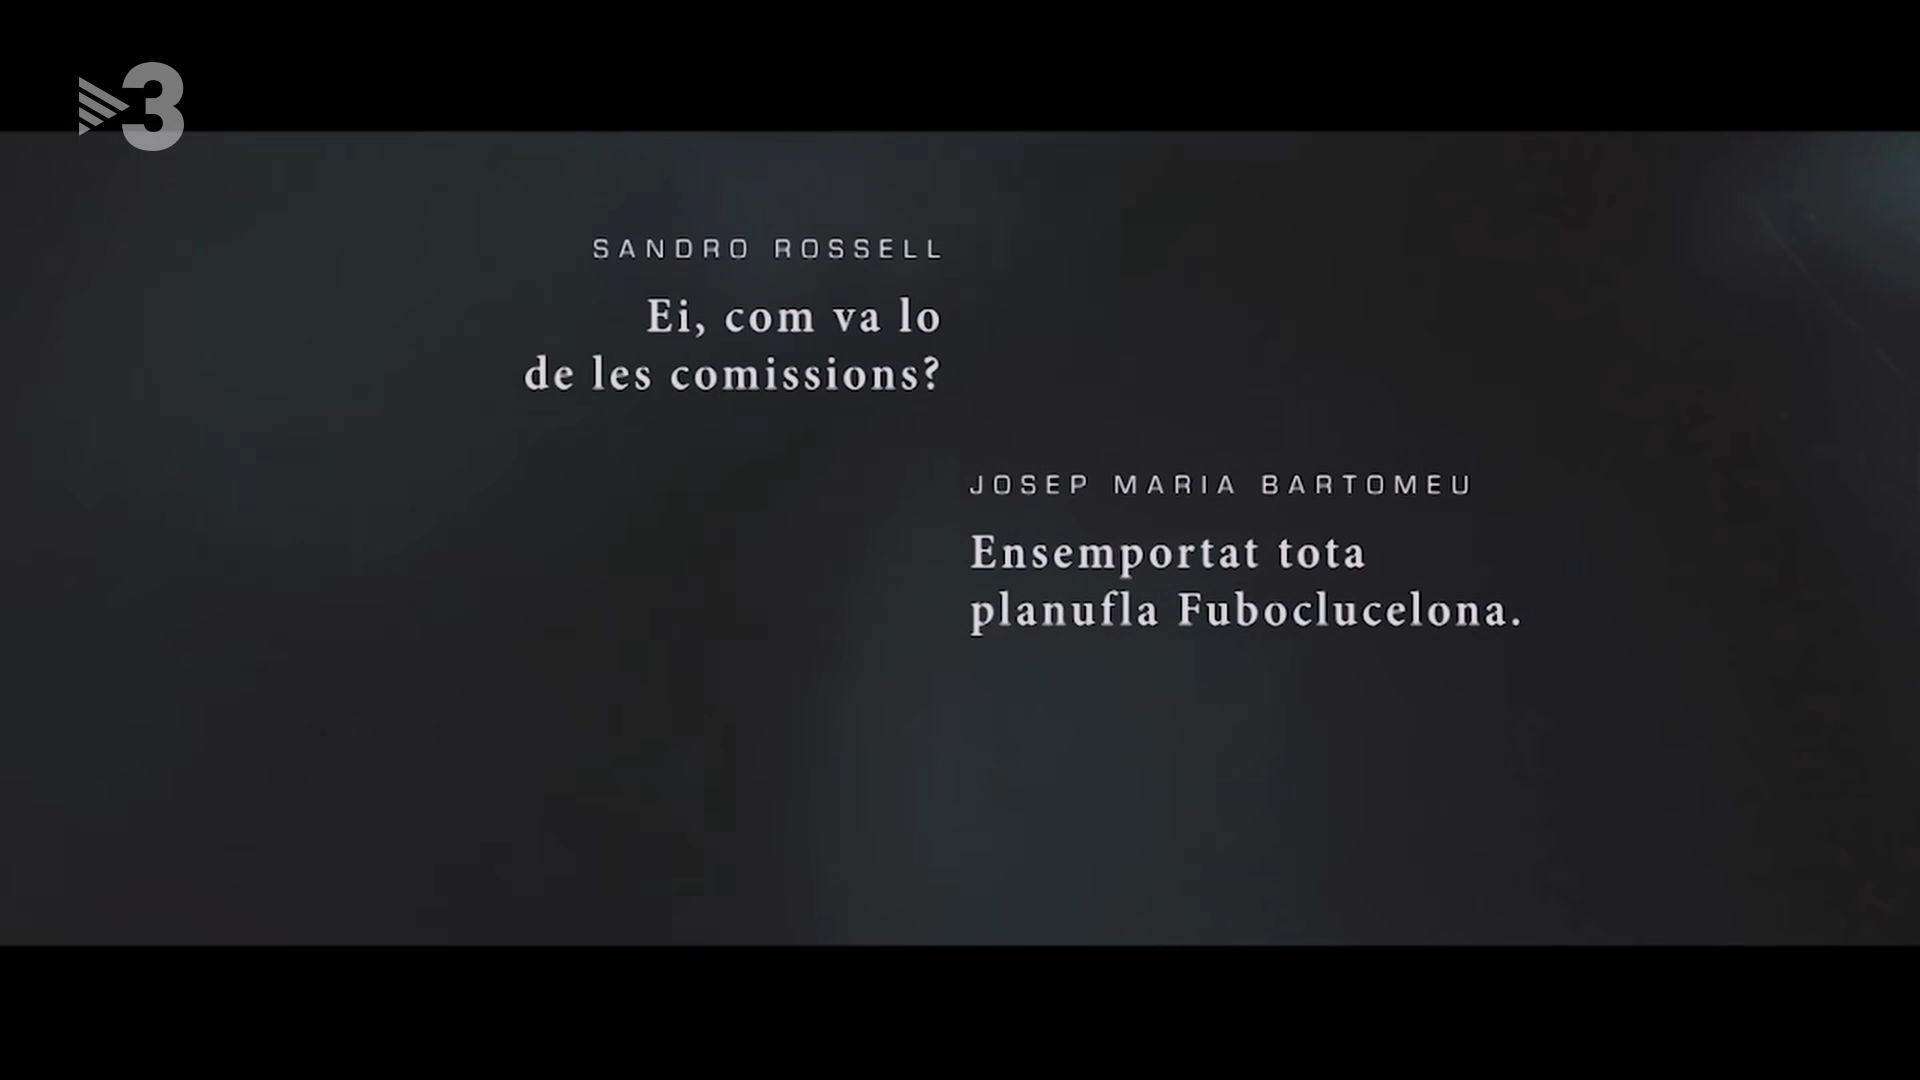 3
SANDRO ROSSELL
Ei, com va lo
de les comissions?
JOSEP MARIA BARTOMEU
Ensemportat tota
planufla Fuboclucelona.